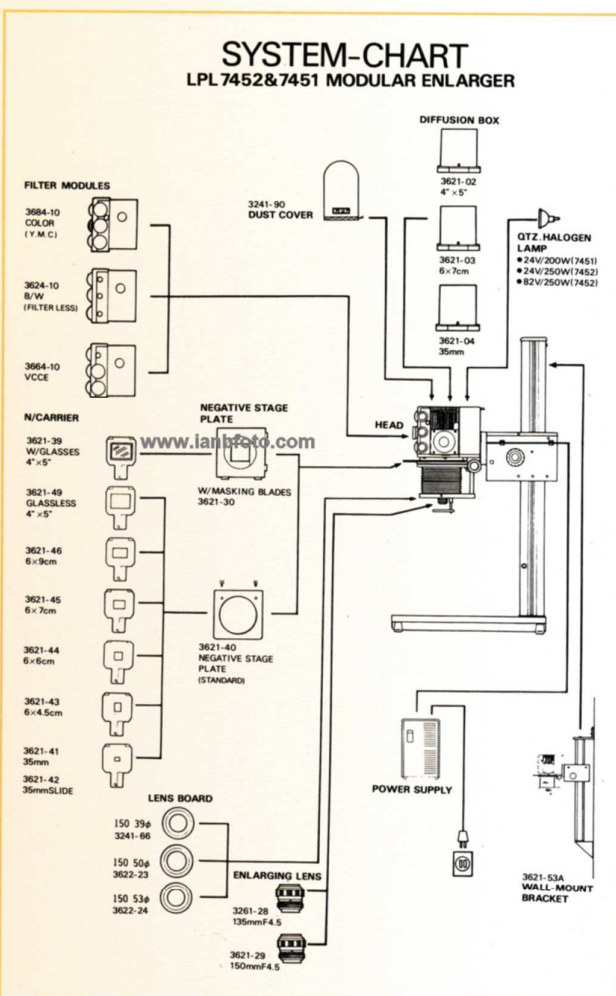 SYSTEM-CHART
LPL 7452&7451 MODULAR ENLARGER
DIFFUSION BOX
3621-02
4"×5"
3621-03
6×7cm
3621-04
35mm
3241-90
DUST COVER
QTZ. HALOGEN
LAMP
●24V/200W(7451)
●24V/250W(7452)
●82V/250W(7452)
FILTER MODULES
3684-10
COLOR
(Y.M.C)
3624-10
B/W
(FILTER LESS)
3664-10
VCCE
HEAD
N/CARRIER
3621-39
W/GLASSES
4"×5"
3621-49
GLASSLESS
4"×5"
3621-46
6×9cm
3621-45
6×7cm
3621-44
6×6cm
3621-43
6×4.5cm
3621-41
35mm
3621-42
35mmSLIDE
NEGATIVE STAGE
PLATE
www.ianbfoto.com
W/MASKING BLADES
3621-30
3621-40
NEGATIVE STAGE
PLATE
(STANDARD)
POWER SUPPLY
LENS BOARD
150 39φ
3241-66
150 50φ
3622-23
150 53φ
3622-24
ENLARGING LENS
3261-28
135mmF4.5
3621-29
150mmF4.5
3621-53A
WALL-MOUNT
BRACKET